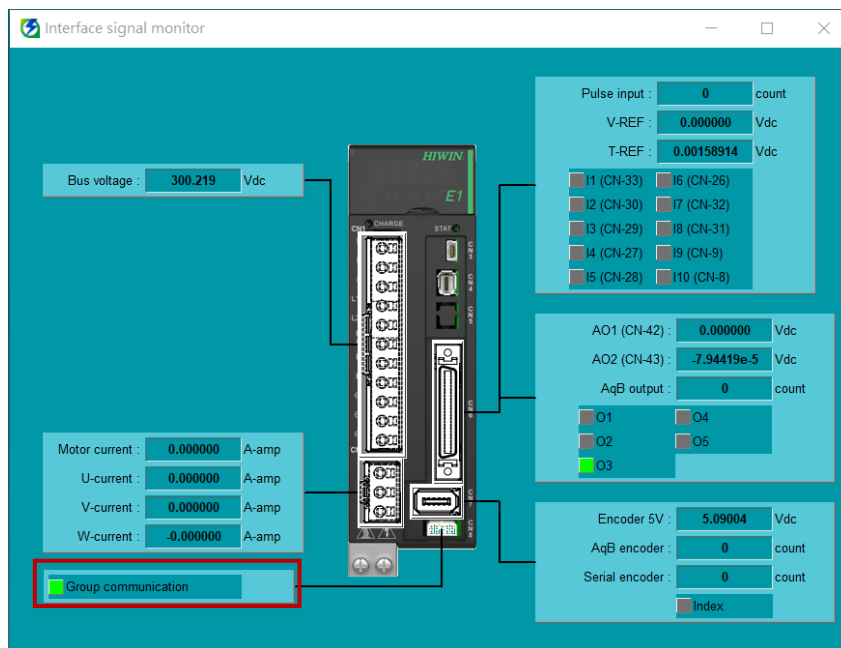 Interface signal monitor
Pulse input : 0 count
V-REF : 0.000000 Vdc
T-REF : 0.00158914 Vdc
I1 (CN-33) I6 (CN-26)
I2 (CN-30) I7 (CN-32)
I3 (CN-29) I8 (CN-31)
I4 (CN-27) I9 (CN-9)
I5 (CN-28) I10 (CN-8)
Bus voltage : 300.219 Vdc
HIWIN.
E1
CHARGE
STAT
CN3
CN4
CN5
CN6
CN7
CN8
AO1 (CN-42) : 0.000000 Vdc
AO2 (CN-43) : -7.94419e-5 Vdc
AqB output : 0 count
O1 O4
O2 O5
O3
Motor current : 0.000000 A-amp
U-current : 0.000000 A-amp
V-current : 0.000000 A-amp
W-current : -0.000000 A-amp
Group communication
Encoder 5V : 5.09004 Vdc
AqB encoder : 0 count
Serial encoder : 0 count
Index